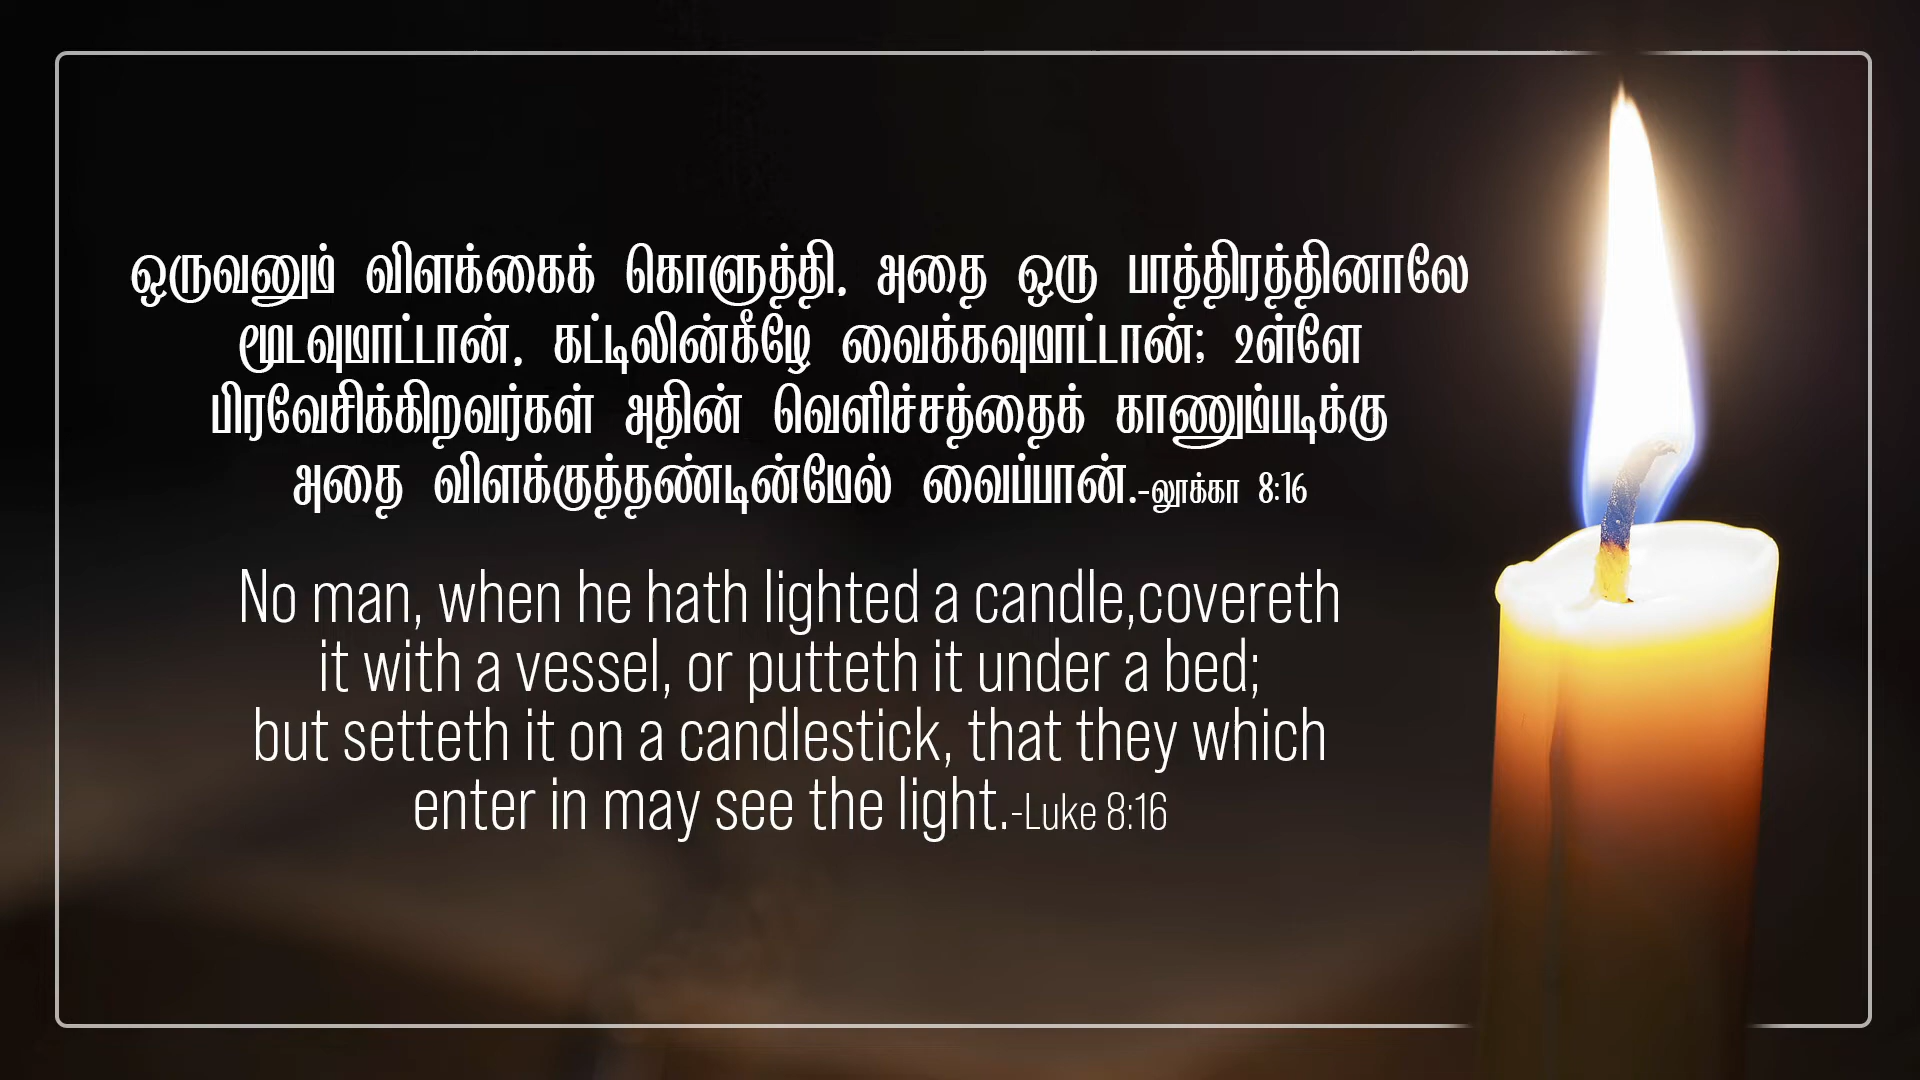 ஒருவனும் விளக்கைக் கொளுத்தி, அதை ஒரு பாத்திரத்தினாலே
மூடவுமாட்டான், கட்டிலின்கீழே வைக்கவுமாட்டான்; உள்ளே
பிரவேசிக்கிறவர்கள் அதின் வெளிச்சத்தைக் காணும்படிக்கு
அதை விளக்குத்தண்டின்மேல் வைப்பான்.-லூக்கா 8:16
No man, when he hath lighted a candle,covereth
it with a vessel, or putteth it under a bed;
but setteth it on a candlestick, that they which
enter in may see the light.-Luke 8:16